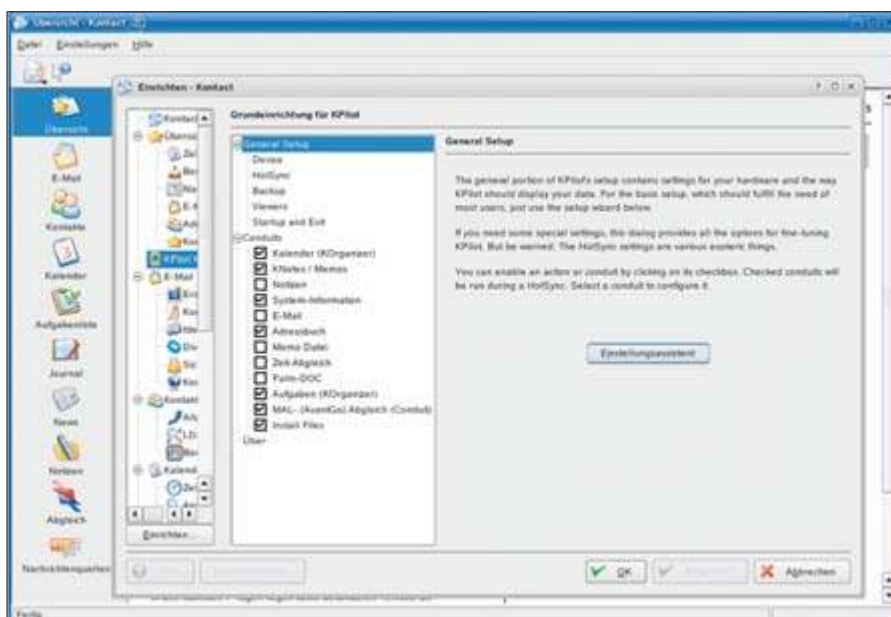 Übersicht - Kontact
Datei Einstellungen Hilfe
Einrichten - Kontact
Übersicht
E-Mail
Kontakte
Kalender
Aufgabenliste
Journal
News
Notizen
Abgleich
Nachrichtenquellen
Fertig
Kontact
Übersic
E-Mail
Kontakt
Kalend
Einrichten...
Grundeinrichtung für KPilot
General Setup
Device
HotSync
Backup
Viewers
Startup and Exit
Conduits
Kalender (KOrganizer)
KNotes / Memos
Notizen
System-Information
E-Mail
Adressbuch
Memo-Datei
Zeit-Abgleich
Palm-DOC
Aufgaben (KOrganizer)
MAL- (AvantGo) Abgleich (Conduit)
Install Files
Über
General Setup
The general portion of KPilot's setup contains settings for your hardware and the way
KPilot should display your data. For the basic setup, which should fulfill the need of
most users, just use the setup wizard below.
If you need some special settings, this dialog provides all the options for fine-tuning
KPilot. But be warned: The HotSync settings are various esoteric things.
You can enable an action or conduit by clicking on its checkbox. Checked conduits will
be run during a HotSync. Select a conduit to configure it.
Einstellungsassistent
OK
Abbrechen